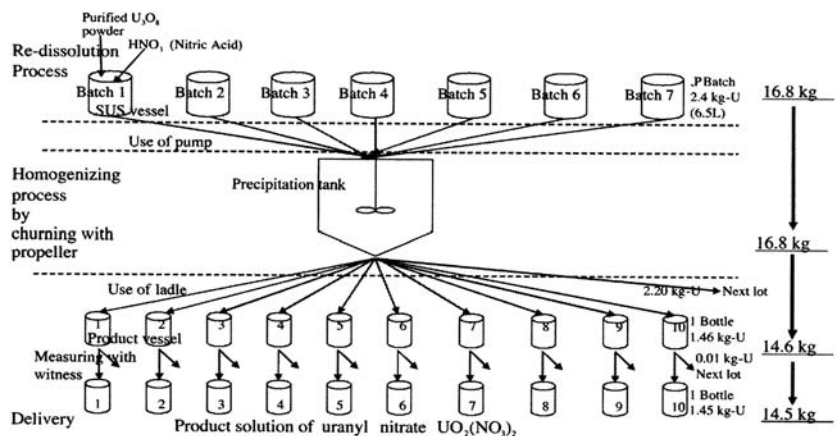 Purified U₃O₈
powder
HNO₃ (Nitric Acid)
Re-dissolution
Process
Batch 1
Batch 2
Batch 3
Batch 4
Batch 5
Batch 6
Batch 7
,PBatch
2.4 kg-U
(6.5L)
16.8 kg
SUS vessel
Use of pump
Homogenizing
process
by
churning with
propeller
Precipitation tank
16.8 kg
Use of ladle
2.20 kg-U
Next lot
1
2
3
4
5
6
7
8
9
10
1 Bottle
1.46 kg-U
14.6 kg
Product vessel
Measuring with
witness
0.01 kg-U
Next lot
1
2
3
4
5
6
7
8
9
10
1 Bottle
1.45 kg-U
14.5 kg
Delivery
Product solution of uranyl nitrate UO₂(NO₃)₂